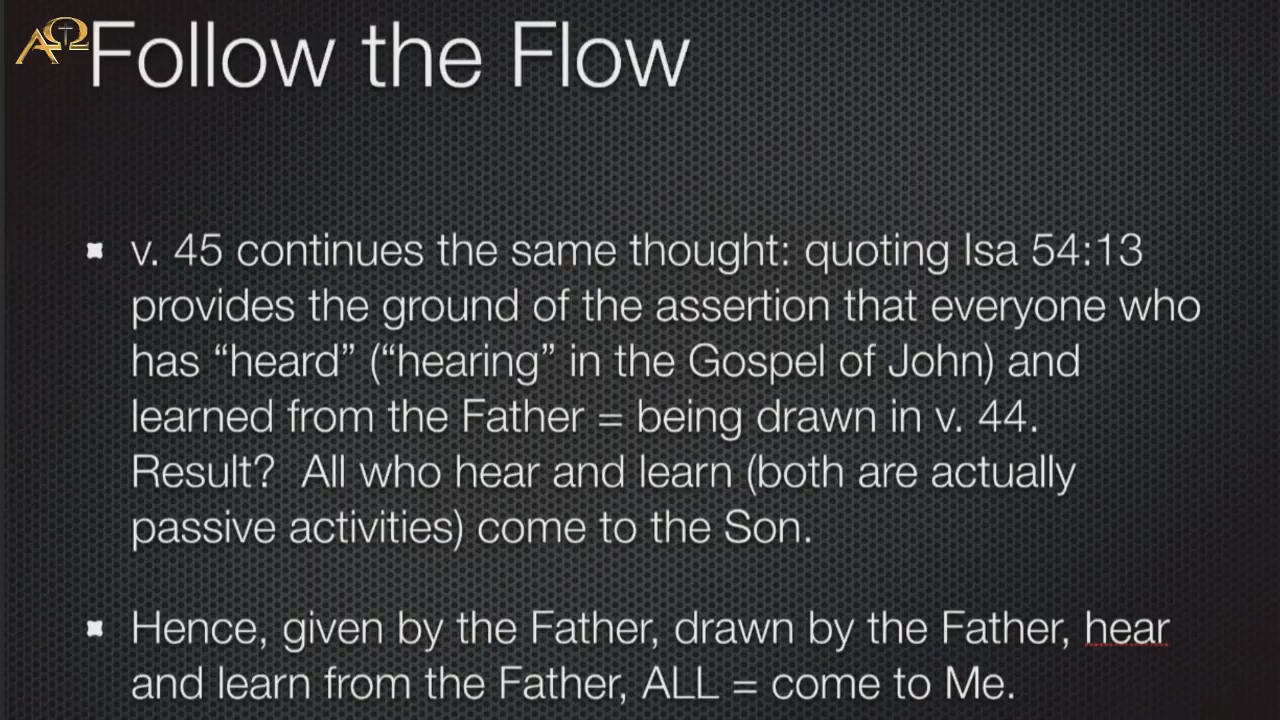 ΑΩ
Follow the Flow
v. 45 continues the same thought: quoting Isa 54:13
provides the ground of the assertion that everyone who
has “heard” (“hearing” in the Gospel of John) and
learned from the Father = being drawn in v. 44.
Result?  All who hear and learn (both are actually
passive activities) come to the Son.
Hence, given by the Father, drawn by the Father, hear
and learn from the Father, ALL = come to Me.